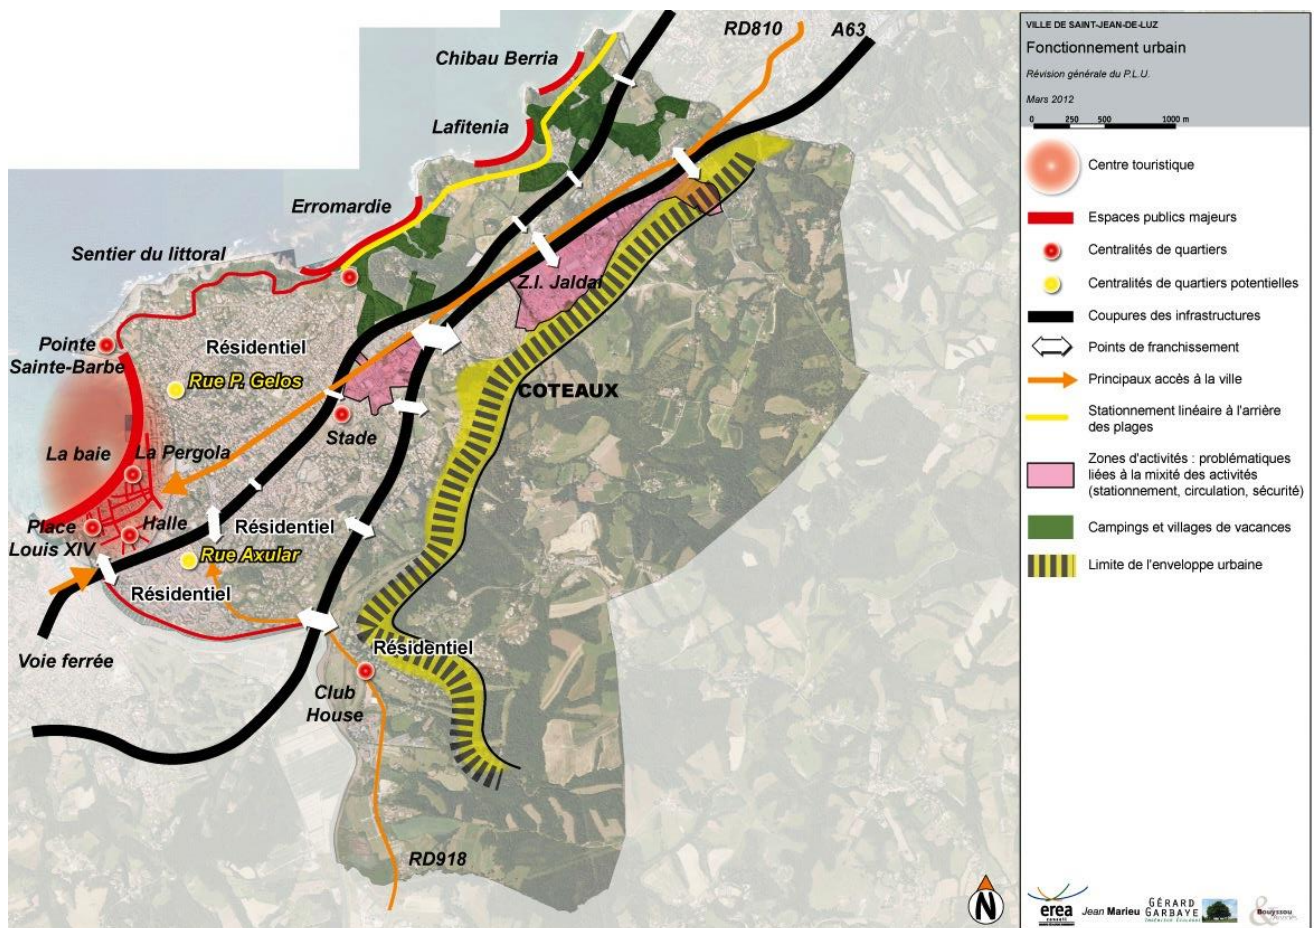 RD810
A63
Chibau Berria
Lafitenia
Erromardie
Sentier du littoral
Z.I. Jaldai
Pointe
Sainte-Barbe
Résidentiel
Rue P. Gelos
COTEAUX
Stade
La baie
La Pergola
Place
Louis XIV
Halle
Résidentiel
Rue Axular
Résidentiel
Voie ferrée
Résidentiel
Club
House
RD918
N
VILLE DE SAINT-JEAN-DE-LUZ
Fonctionnement urbain
Révision générale du P.L.U.
Mars 2012
0 250 500 1000 m
Centre touristique
Espaces publics majeurs
Centralités de quartiers
Centralités de quartiers potentielles
Coupures des infrastructures
Points de franchissement
Principaux accès à la ville
Stationnement linéaire à l'arrière
des plages
Zones d'activités : problématiques
liées à la mixité des activités
(stationnement, circulation, sécurité)
Campings et villages de vacances
Limite de l'enveloppe urbaine
erea
conseil
Jean Marieu
GÉRARD
GARBAYE
Bouyssou